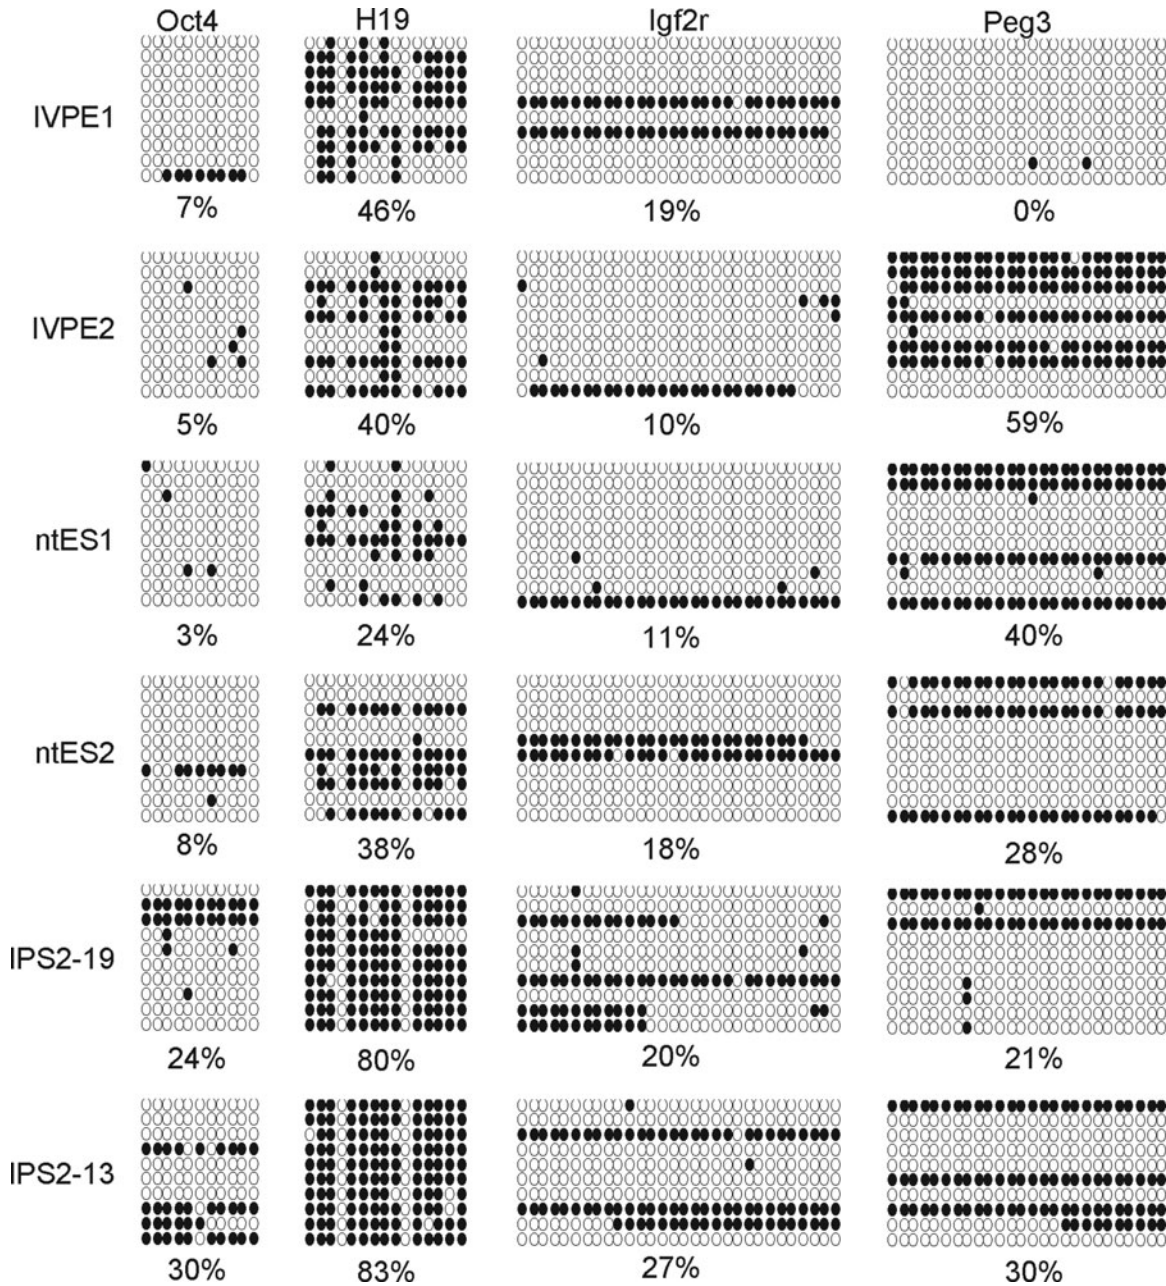 Oct4 H19 Igf2r Peg3
IVPE1
7% 46% 19% 0%
IVPE2
5% 40% 10% 59%
ntES1
3% 24% 11% 40%
ntES2
8% 38% 18% 28%
IPS2-19
24% 80% 20% 21%
IPS2-13
30% 83% 27% 30%